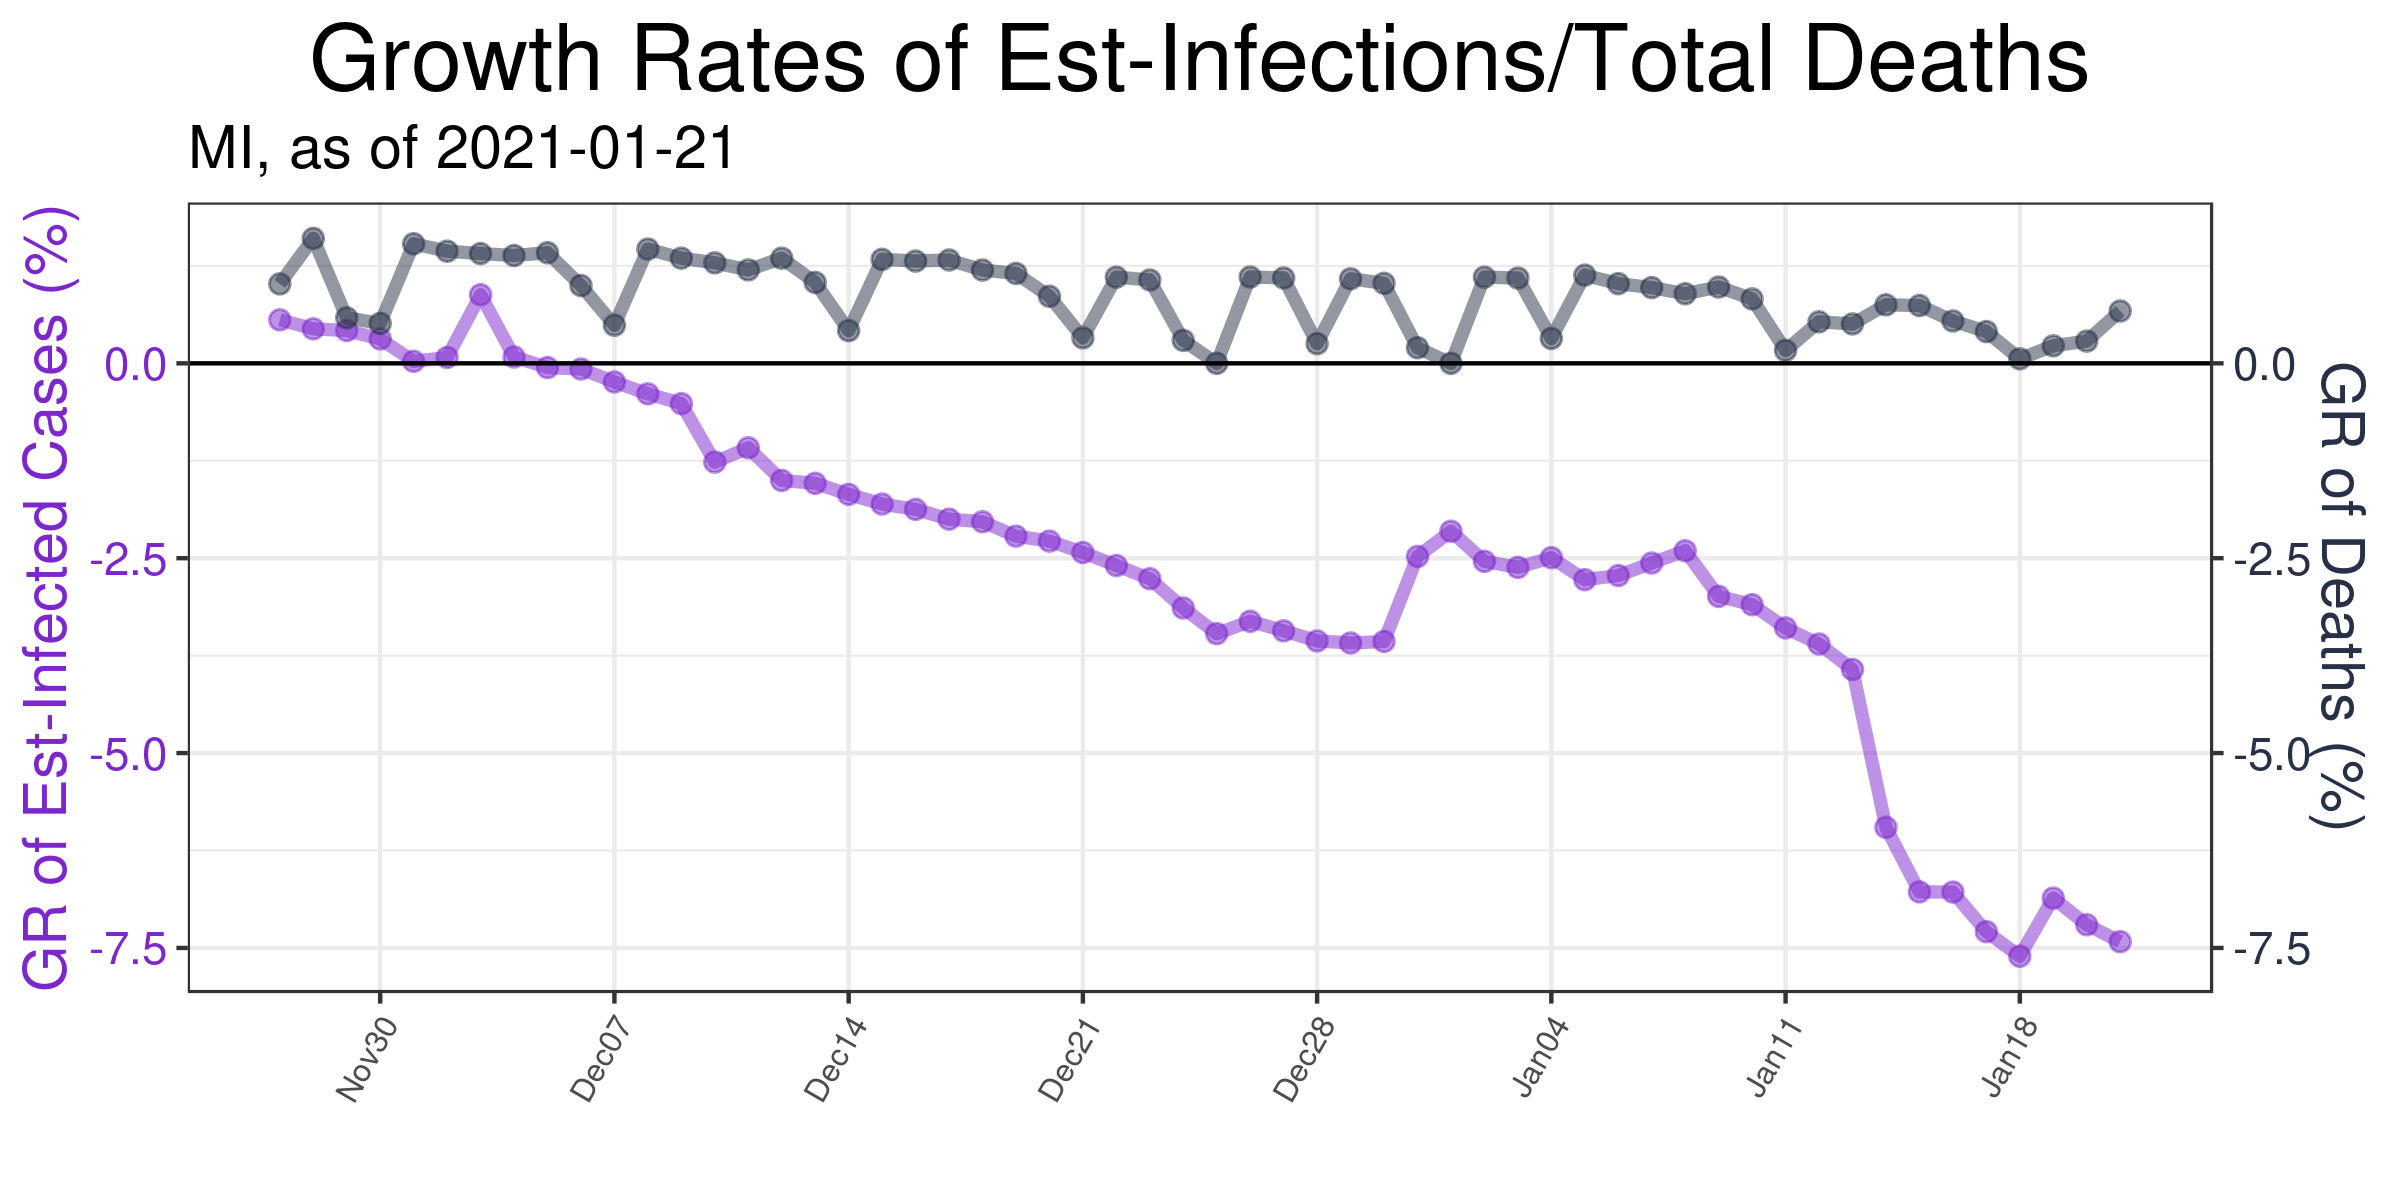 Growth Rates of Est-Infections/Total Deaths
MI, as of 2021-01-21
GR of Est-Infected Cases (%)
0.0
-2.5
-5.0
-7.5
0.0
-2.5
-5.0
-7.5
GR of Deaths (%)
Nov30
Dec07
Dec14
Dec21
Dec28
Jan04
Jan11
Jan18